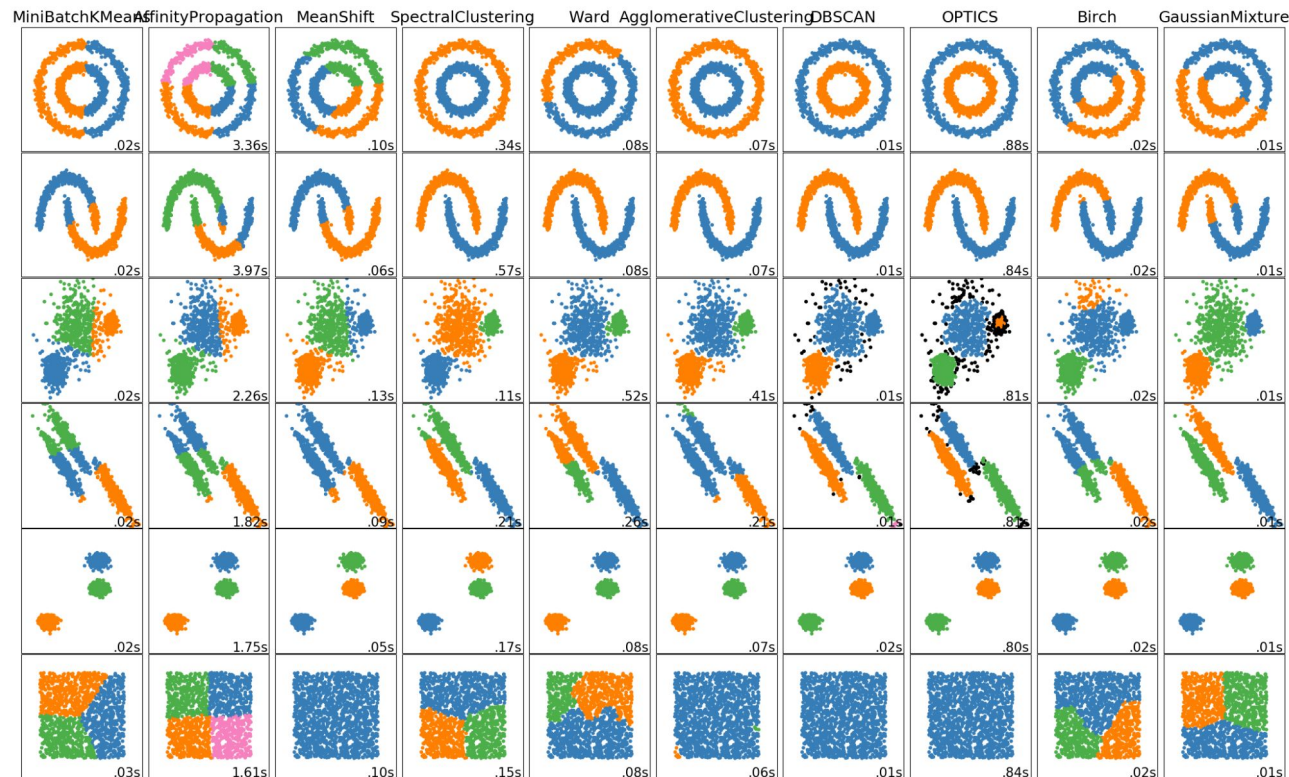 MiniBatchKMeans AffinityPropagation MeanShift SpectralClustering Ward AgglomerativeClustering DBSCAN OPTICS Birch GaussianMixture
.02s 3.36s .10s .34s .08s .07s .01s .88s .02s .01s
.02s 3.97s .06s .57s .08s .07s .01s .84s .02s .01s
.02s 2.26s .13s .11s .52s .41s .01s .81s .02s .01s
.02s 1.82s .09s .21s .26s .21s .01s .81s .02s .01s
.02s 1.75s .05s .17s .08s .07s .02s .80s .02s .01s
.03s 1.61s .10s .15s .08s .06s .01s .84s .02s .01s